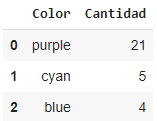 Color Cantidad
0 purple 21
1 cyan 5
2 blue 4